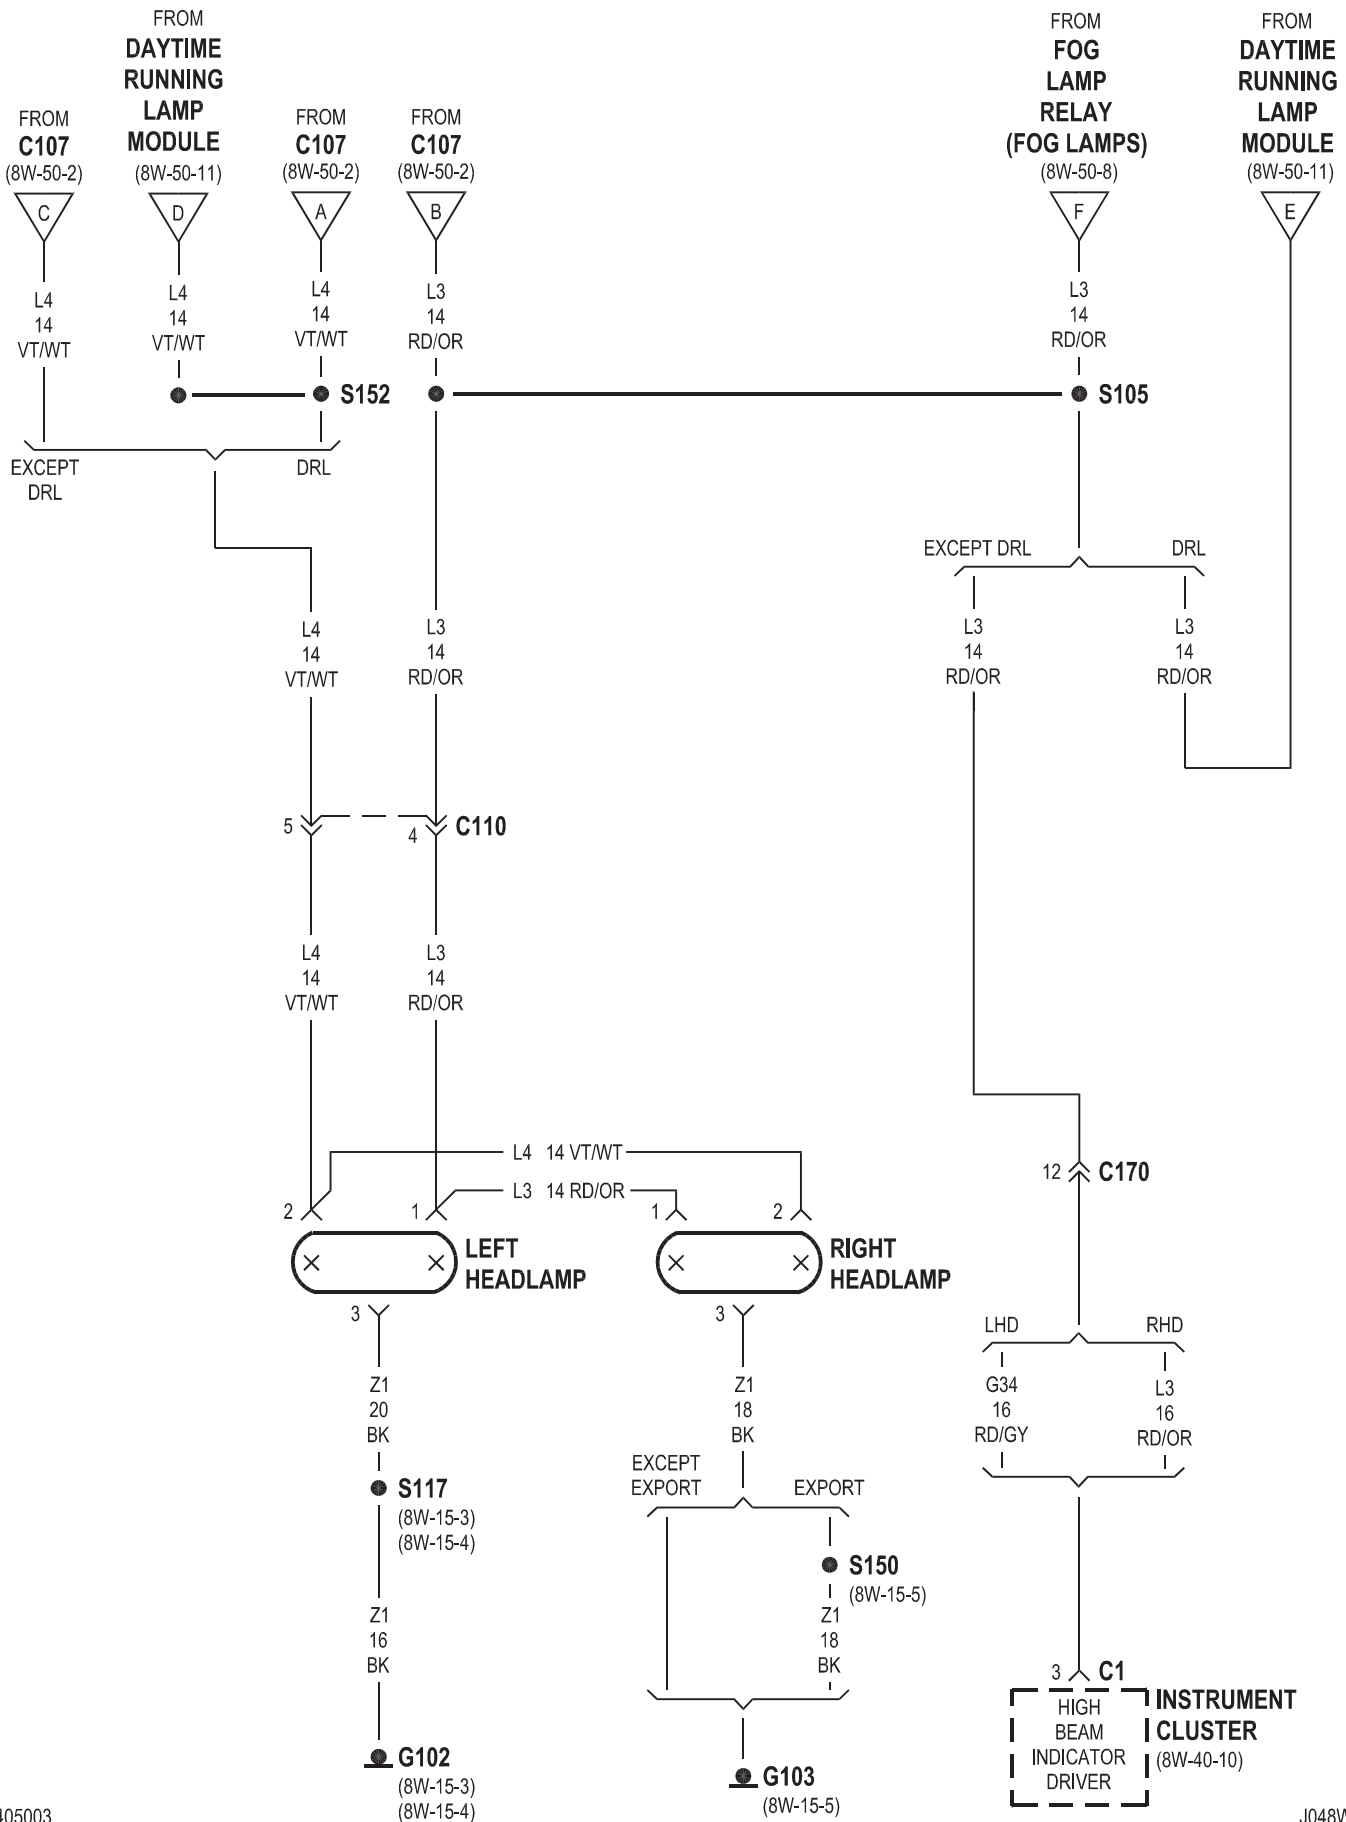 FROM
DAYTIME
RUNNING
LAMP
MODULE
(8W-50-11)
FROM
C107
(8W-50-2)
FROM
C107
(8W-50-2)
FROM
C107
(8W-50-2)
FROM
FOG
LAMP
RELAY
(FOG LAMPS)
(8W-50-8)
FROM
DAYTIME
RUNNING
LAMP
MODULE
(8W-50-11)
C
D
A
B
F
E
L4
14
VT/WT
L4
14
VT/WT
L4
14
VT/WT
L3
14
RD/OR
L3
14
RD/OR
S152
S105
EXCEPT
DRL
DRL
EXCEPT DRL
DRL
L4
14
VT/WT
L3
14
RD/OR
L3
14
RD/OR
L3
14
RD/OR
5
4
C110
L4
14
VT/WT
L3
14
RD/OR
L4 14 VT/WT
L3 14 RD/OR
12
C170
2
1
1
2
LEFT
HEADLAMP
RIGHT
HEADLAMP
3
3
LHD
RHD
Z1
20
BK
Z1
18
BK
G34
16
RD/GY
L3
16
RD/OR
S117
(8W-15-3)
(8W-15-4)
EXCEPT
EXPORT
EXPORT
S150
(8W-15-5)
Z1
16
BK
Z1
18
BK
3
C1
HIGH
BEAM
INDICATOR
DRIVER
INSTRUMENT
CLUSTER
(8W-40-10)
G102
(8W-15-3)
(8W-15-4)
G103
(8W-15-5)
405003
J048W